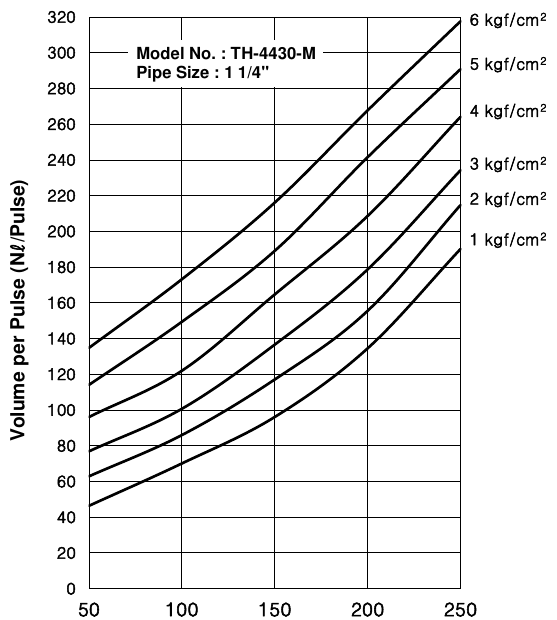 Model No. : TH-4430-M
Pipe Size : 1 1/4"
Volume per Pulse (Nℓ/Pulse)
320
300
280
260
240
220
200
180
160
140
120
100
80
60
40
20
0
6 kgf/cm²
5 kgf/cm²
4 kgf/cm²
3 kgf/cm²
2 kgf/cm²
1 kgf/cm²
50 100 150 200 250